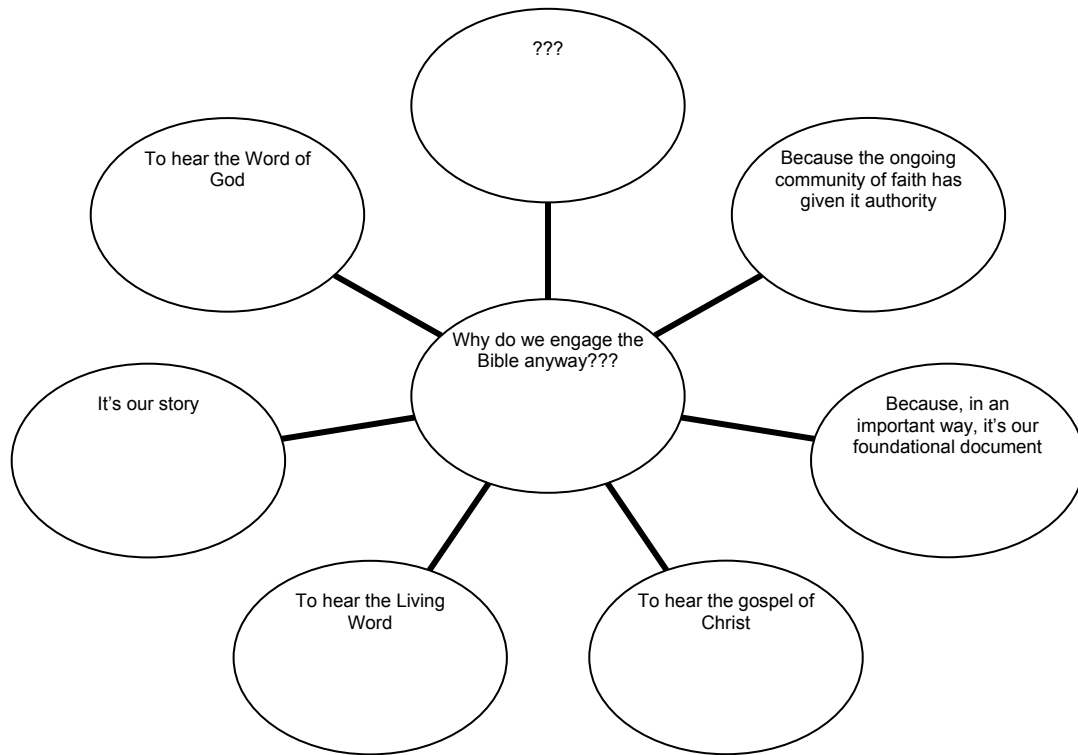 ???
To hear the Word of
God
Because the ongoing
community of faith has
given it authority
Why do we engage the
Bible anyway???
It’s our story
Because, in an
important way, it’s our
foundational document
To hear the Living
Word
To hear the gospel of
Christ